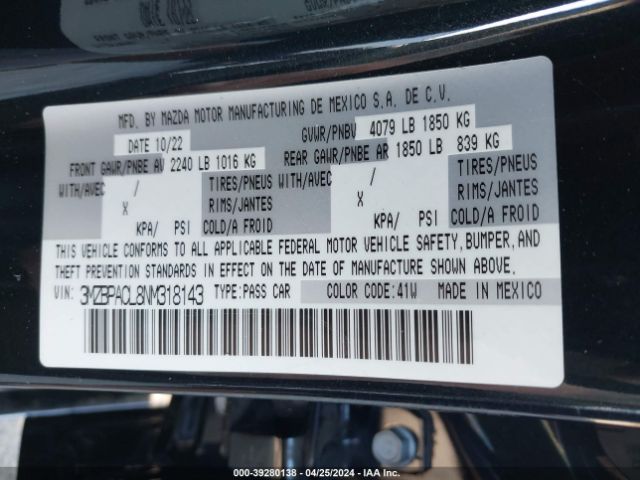 MFD. BY MAZDA MOTOR MANUFACTURING DE MEXICO S.A. DE C.V.
DATE 10/22
GVWR/PNBV 4079 LB 1850 KG
FRONT GAWR/PNBE AV 2240 LB 1016 KG
REAR GAWR/PNBE AR 1850 LB 839 KG
WITH/AVEC / TIRES/PNEUS WITH/AVEC / TIRES/PNEUS
X RIMS/JANTES X RIMS/JANTES
KPA/ PSI COLD/A FROID KPA/ PSI COLD/A FROID
THIS VEHICLE CONFORMS TO ALL APPLICABLE FEDERAL MOTOR VEHICLE SAFETY, BUMPER, AND
THEFT PREVENTION STANDARDS IN EFFECT ON THE DATE OF MANUFACTURE SHOWN ABOVE.
VIN: 3MZBPACL8NM318143 TYPE:PASS CAR COLOR CODE:41W MADE IN MEXICO
000-39280138 - 04/25/2024 - IAA Inc.